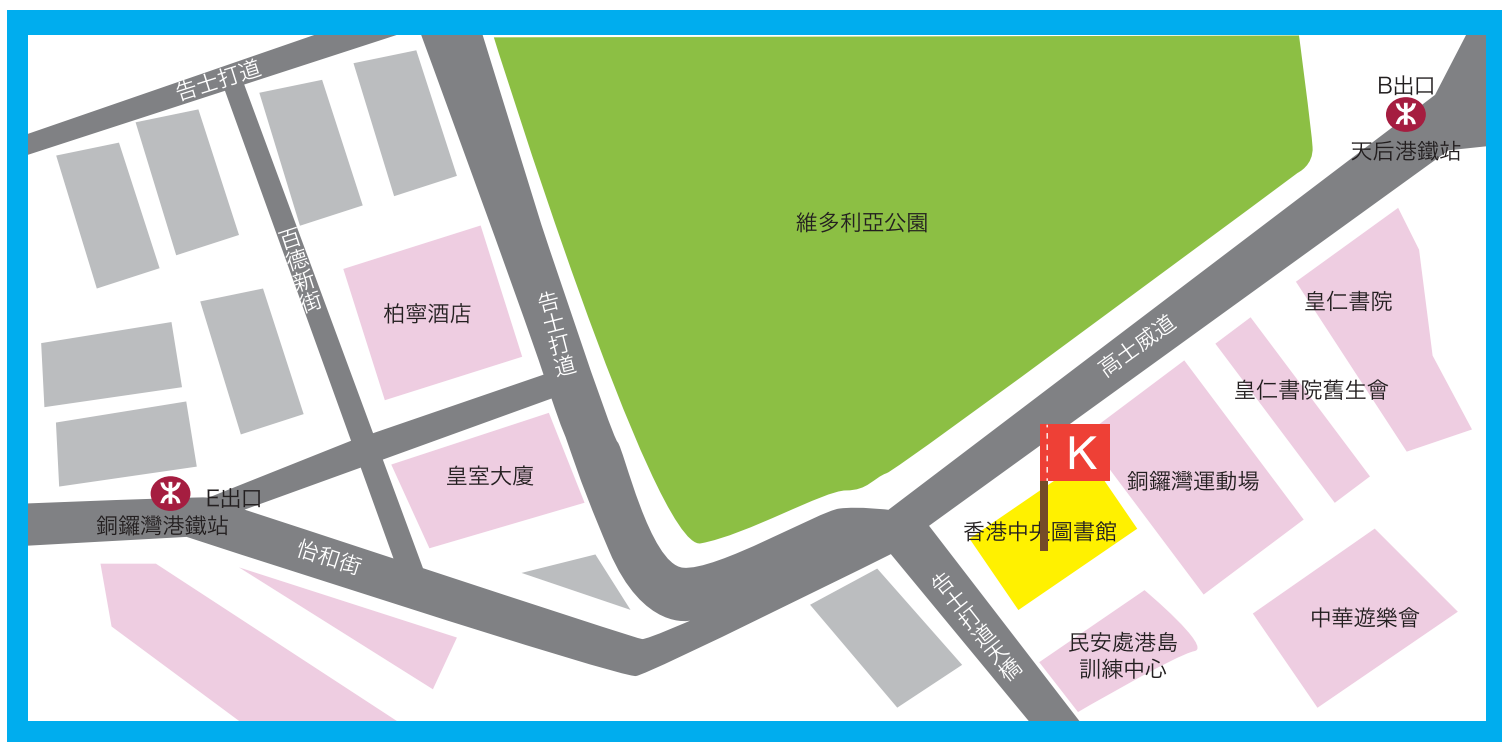 告士打道
B出口
天后港鐵站
維多利亞公園
百德新街
柏寧酒店
告士打道
高士威道
皇仁書院
皇仁書院舊生會
K
皇室大廈
銅鑼灣運動場
E出口
銅鑼灣港鐵站
香港中央圖書館
怡和街
告士打道天橋
中華遊樂會
民安處港島
訓練中心